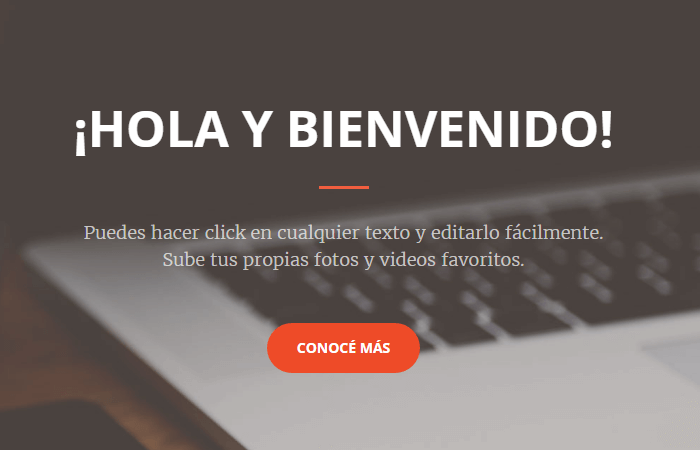 ¡HOLA Y BIENVENIDO!
Puedes hacer click en cualquier texto y editarlo fácilmente.
Sube tus propias fotos y videos favoritos.
CONOCÉ MÁS